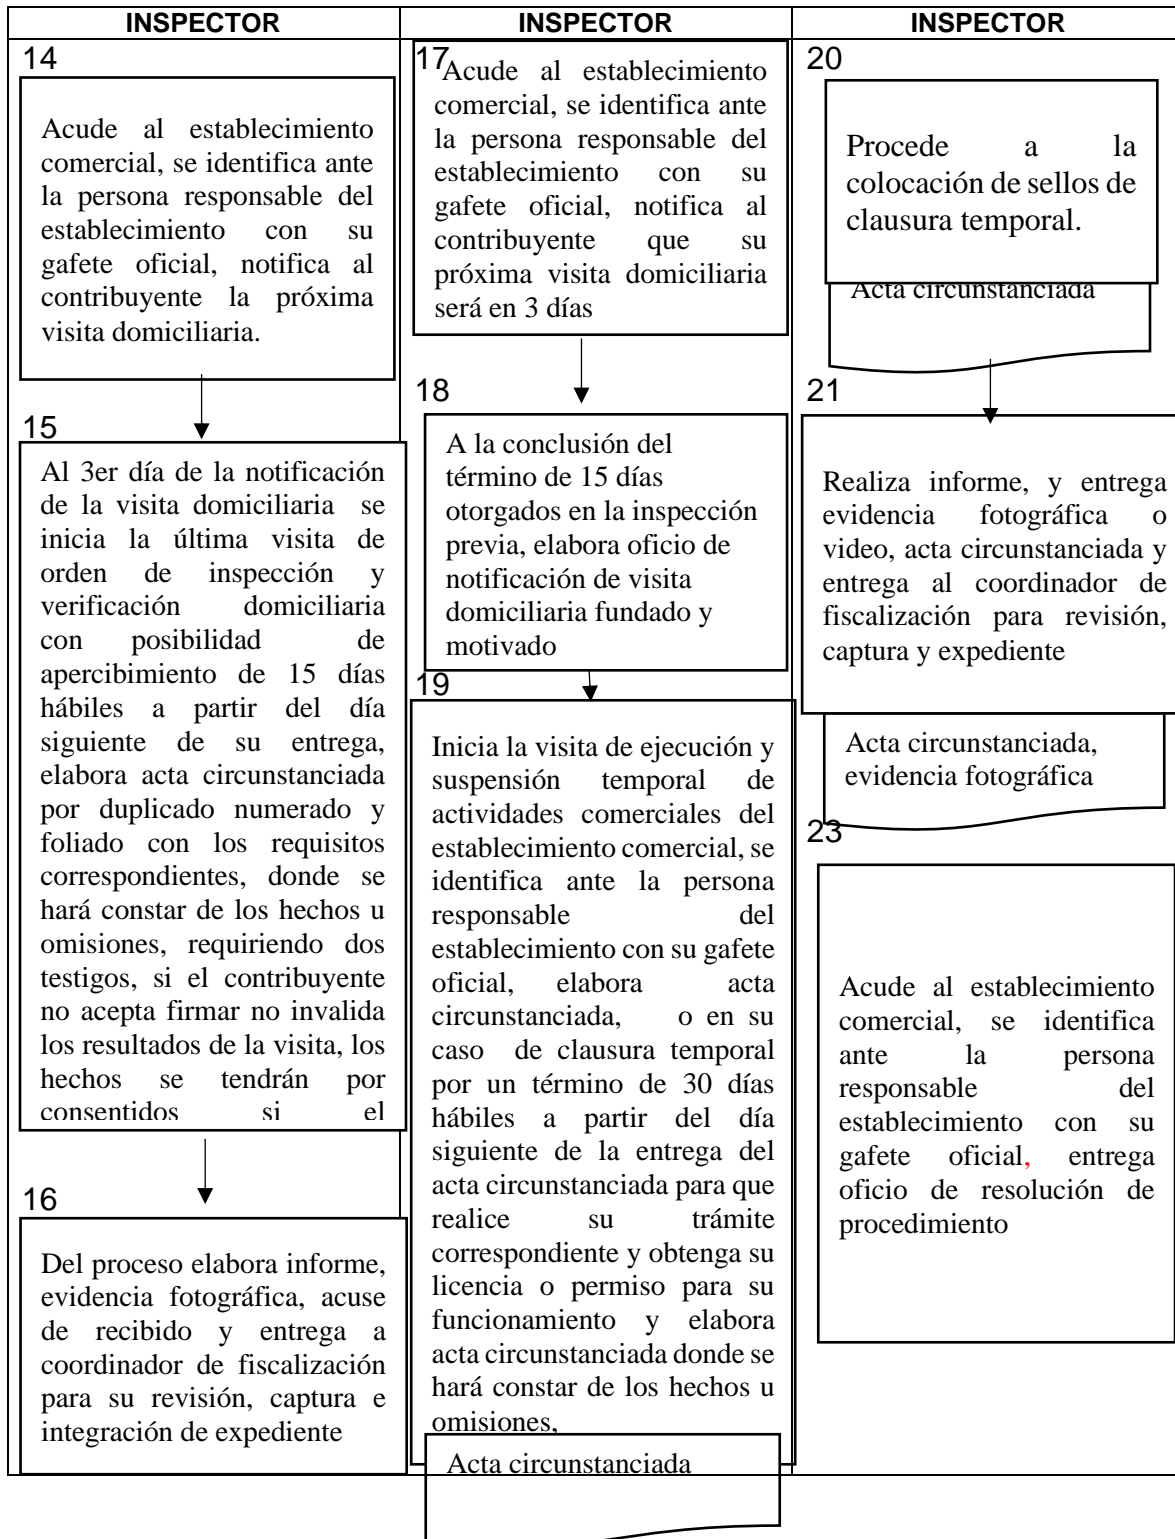 INSPECTOR
14
Acude al establecimiento
comercial, se identifica ante
la persona responsable del
establecimiento con su
gafete oficial, notifica al
contribuyente la próxima
visita domiciliaria.
15
Al 3er día de la notificación
de la visita domiciliaria se
inicia la última visita de
orden de inspección y
verificación domiciliaria
con posibilidad de
apercibimiento de 15 días
hábiles a partir del día
siguiente de su entrega,
elabora acta circunstanciada
por duplicado numerado y
foliado con los requisitos
correspondientes, donde se
hará constar de los hechos u
omisiones, requiriendo dos
testigos, si el contribuyente
no acepta firmar no invalida
los resultados de la visita, los
hechos se tendrán por
consentidos si el
16
Del proceso elabora informe,
evidencia fotográfica, acuse
de recibido y entrega a
coordinador de fiscalización
para su revisión, captura e
integración de expediente
INSPECTOR
17
Acude al establecimiento
comercial, se identifica ante
la persona responsable del
establecimiento con su
gafete oficial, notifica al
contribuyente que su
próxima visita domiciliaria
será en 3 días
18
A la conclusión del
término de 15 días
otorgados en la inspección
previa, elabora oficio de
notificación de visita
domiciliaria fundado y
motivado
19
Inicia la visita de ejecución y
suspensión temporal de
actividades comerciales del
establecimiento comercial, se
identifica ante la persona
responsable del
establecimiento con su gafete
oficial, elabora acta
circunstanciada, o en su
caso de clausura temporal
por un término de 30 días
hábiles a partir del día
siguiente de la entrega del
acta circunstanciada para que
realice su trámite
correspondiente y obtenga su
licencia o permiso para su
funcionamiento y elabora
acta circunstanciada donde se
hará constar de los hechos u
omisiones,
Acta circunstanciada
INSPECTOR
20
Procede a la
colocación de sellos de
clausura temporal.
Acta circunstanciada
21
Realiza informe, y entrega
evidencia fotográfica o
video, acta circunstanciada y
entrega al coordinador de
fiscalización para revisión,
captura y expediente
Acta circunstanciada,
evidencia fotográfica
23
Acude al establecimiento
comercial, se identifica
ante la persona
responsable del
establecimiento con su
gafete oficial, entrega
oficio de resolución de
procedimiento